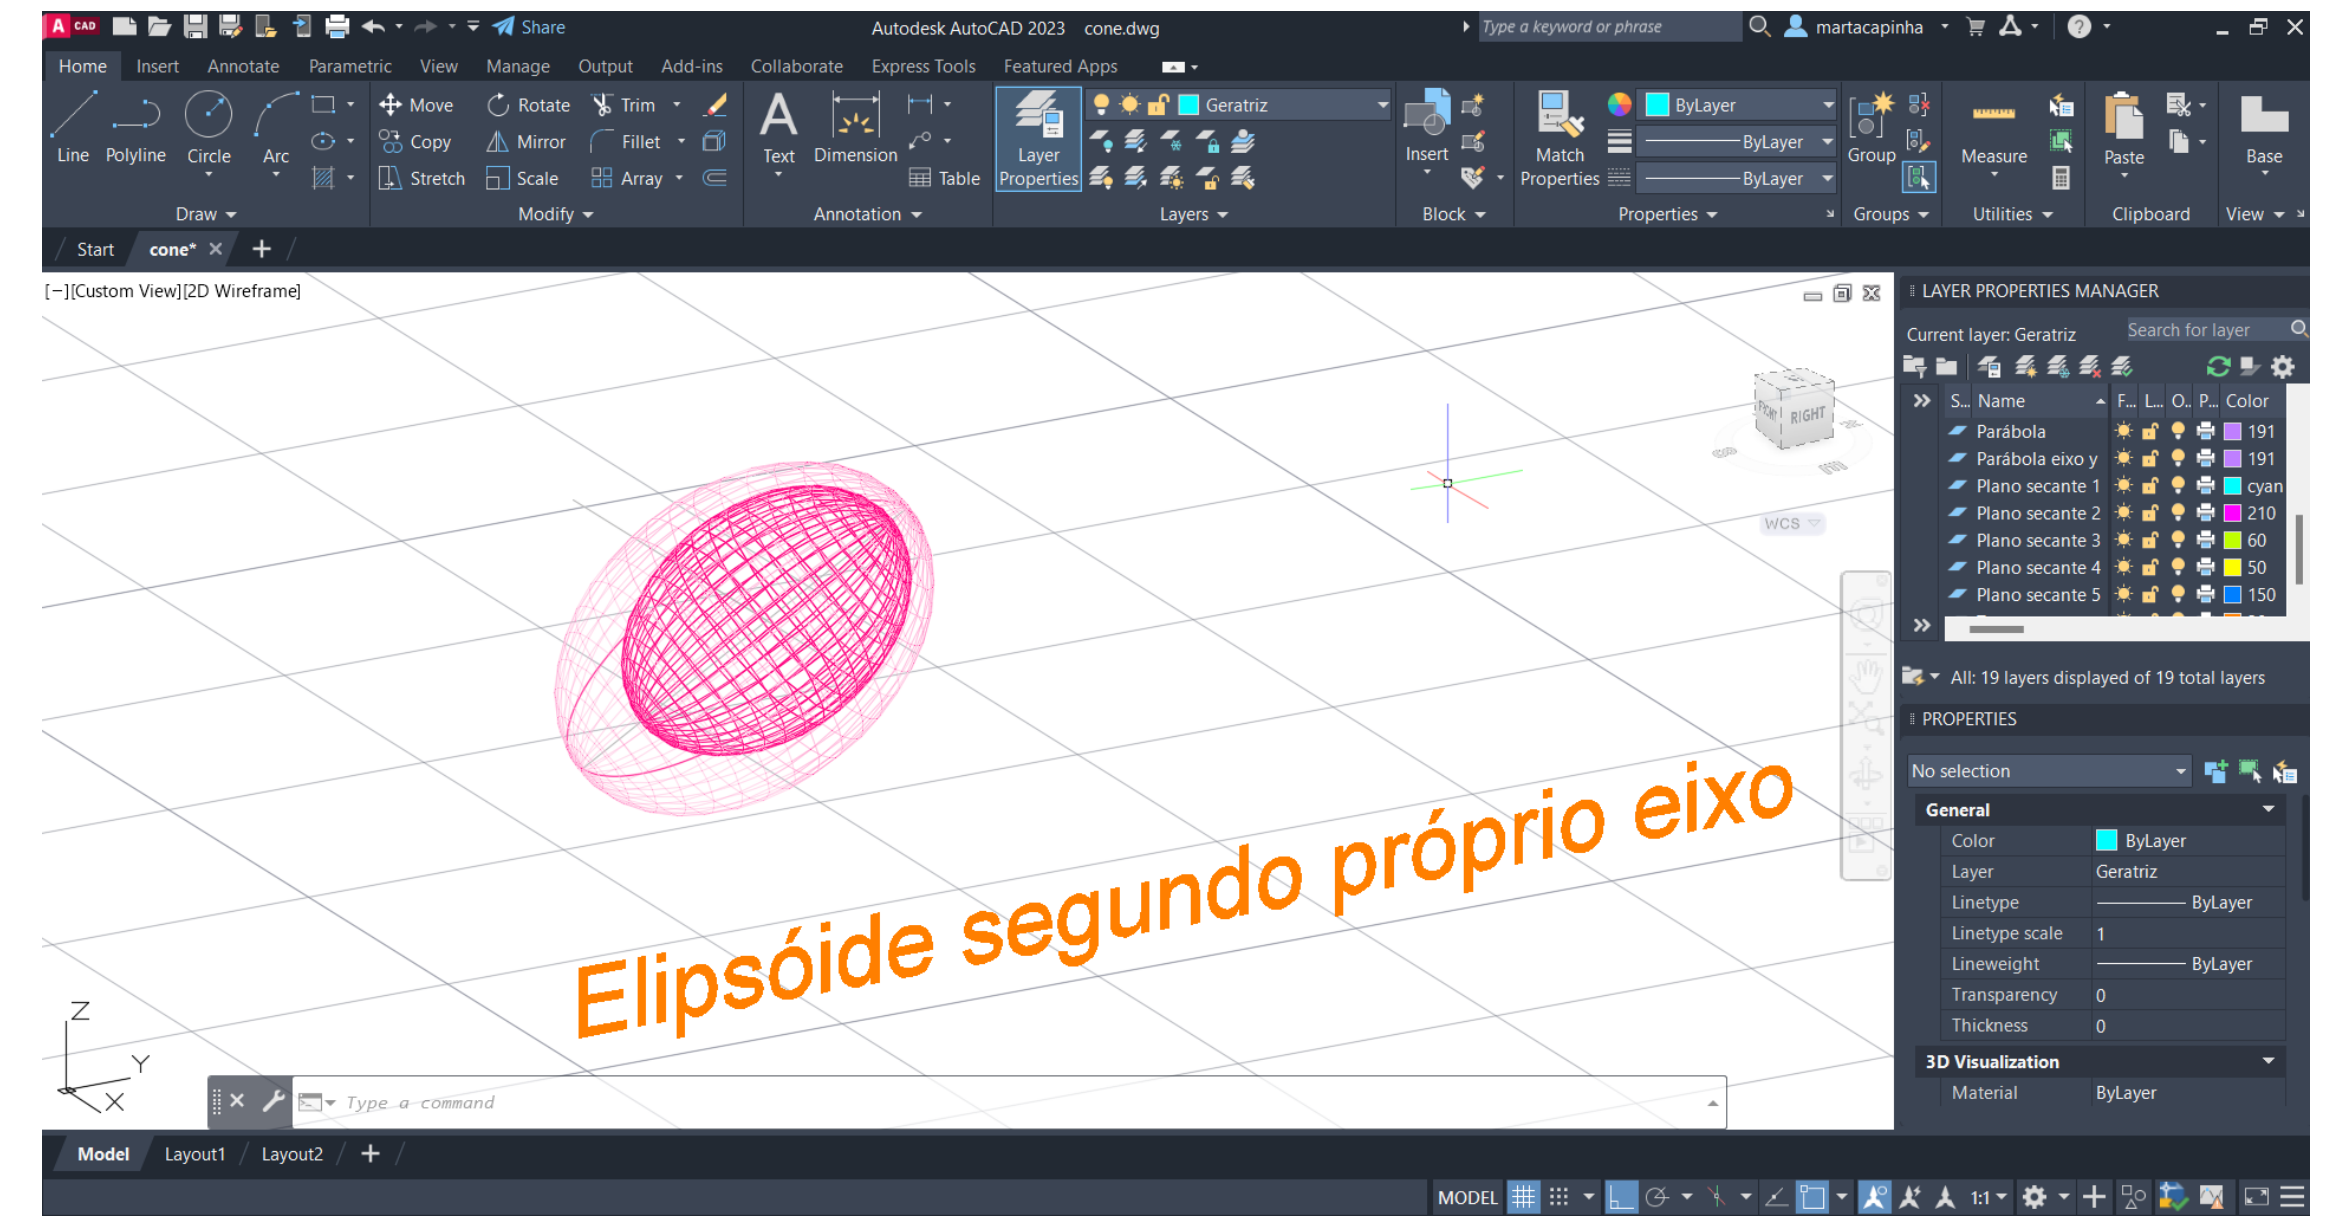 A CAD Share Autodesk AutoCAD 2023 cone.dwg Type a keyword or phrase martacapinha
Home Insert Annotate Parametric View Manage Output Add-ins Collaborate Express Tools Featured Apps
Line Polyline Circle Arc
Move Rotate Trim
Copy Mirror Fillet
Stretch Scale Array
Text Dimension Table
Layer Properties
Geratriz
Insert
Match Properties
ByLayer
ByLayer
ByLayer
Group
Measure
Paste
Base
Draw Modify Annotation Layers Block Properties Groups Utilities Clipboard View
Start cone*
[−][Custom View][2D Wireframe]
FRONT RIGHT
WCS
Elipsóide segundo próprio eixo
Z
Y
X
Type a command
LAYER PROPERTIES MANAGER
Current layer: Geratriz Search for layer
S... Name F... L... O.. P... Color
Parábola 191
Parábola eixo y 191
Plano secante 1 cyan
Plano secante 2 210
Plano secante 3 60
Plano secante 4 50
Plano secante 5 150
All: 19 layers displayed of 19 total layers
PROPERTIES
No selection
General
Color ByLayer
Layer Geratriz
Linetype ByLayer
Linetype scale 1
Lineweight ByLayer
Transparency 0
Thickness 0
3D Visualization
Material ByLayer
Model Layout1 Layout2
MODEL 1:1